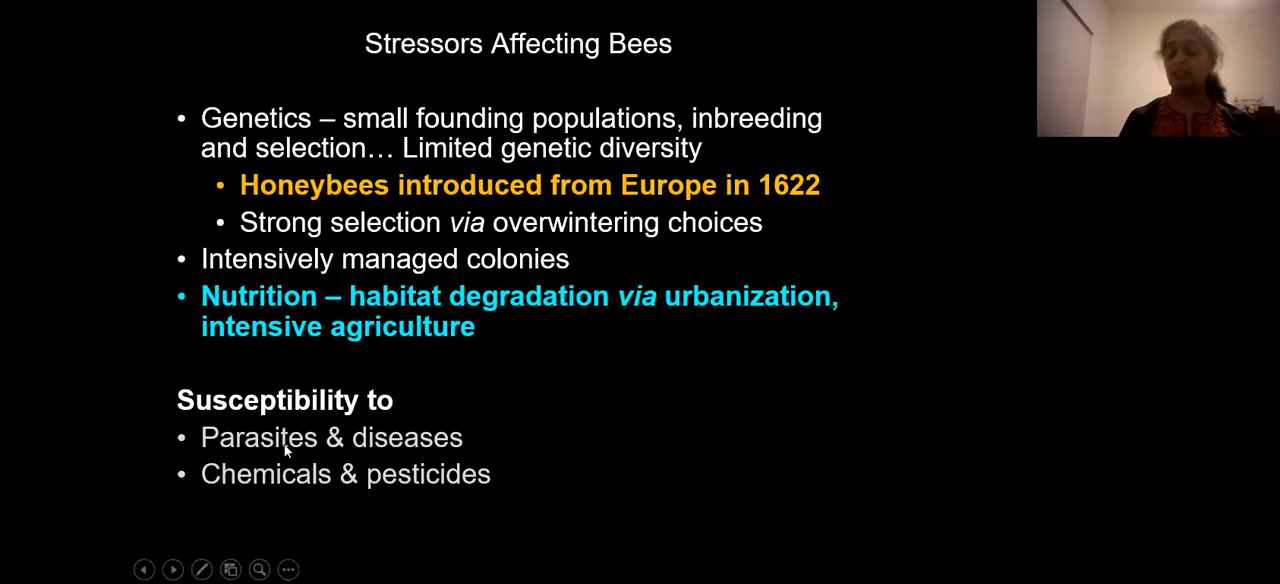 Stressors Affecting Bees
• Genetics – small founding populations, inbreeding
and selection… Limited genetic diversity
• Honeybees introduced from Europe in 1622
• Strong selection via overwintering choices
• Intensively managed colonies
• Nutrition – habitat degradation via urbanization,
intensive agriculture
Susceptibility to
• Parasites & diseases
• Chemicals & pesticides